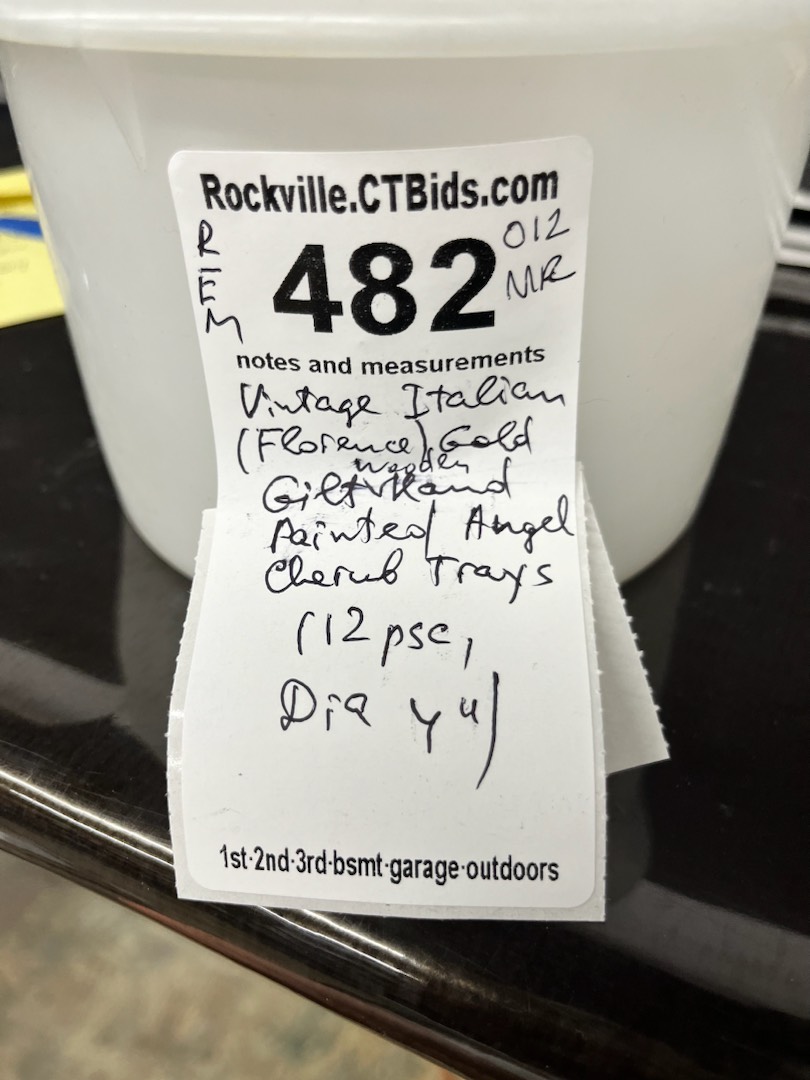 Rockville.CTBids.com
REM
482
012
MR
notes and measurements
Vintage Italian
(Florence) Gold
wooden
Gilt Hand
Painted Angel
Cherub Trays
(12 psc,
Dia 4")
1st·2nd·3rd·bsmt·garage·outdoors